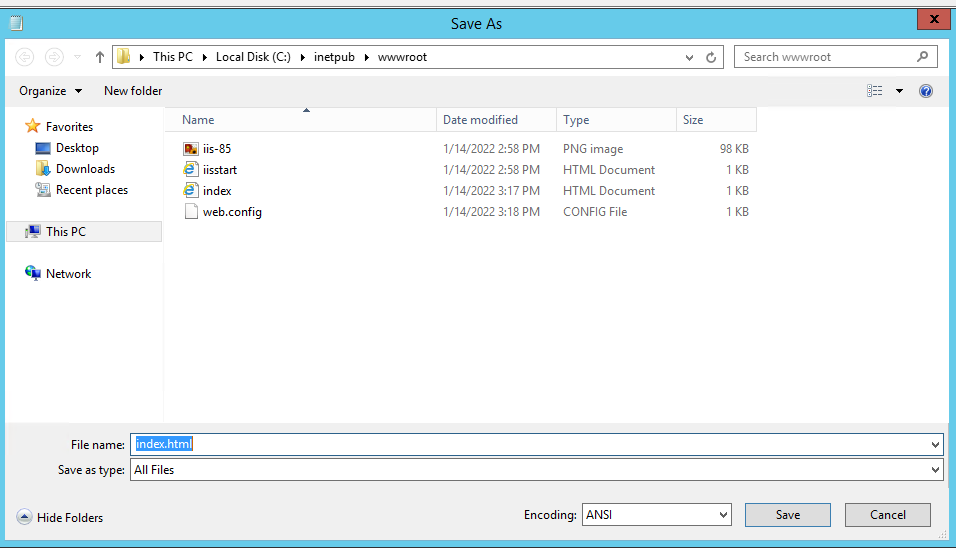 Save As
x
This PC Local Disk (C:) inetpub wwwroot
Search wwwroot
Organize New folder
?
Name Date modified Type Size
Favorites
Desktop
Downloads
Recent places
This PC
Network
iis-85 1/14/2022 2:58 PM PNG image 98 KB
iisstart 1/14/2022 2:58 PM HTML Document 1 KB
index 1/14/2022 3:17 PM HTML Document 1 KB
web.config 1/14/2022 3:18 PM CONFIG File 1 KB
File name: index.html
Save as type: All Files
Hide Folders
Encoding: ANSI Save Cancel